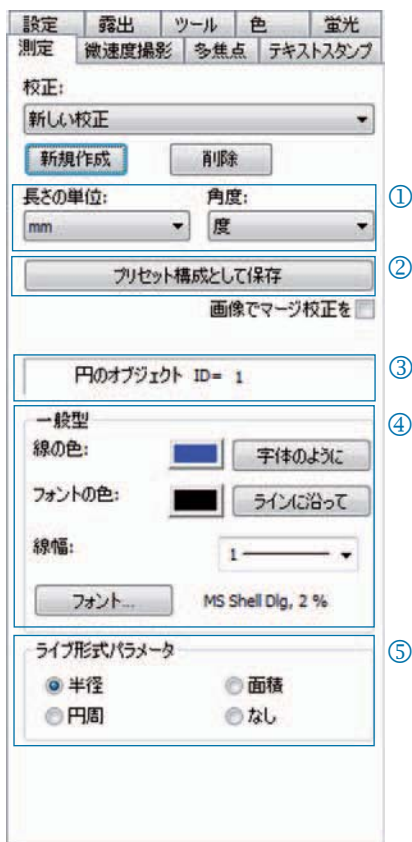 設定 露出 ツール 色 蛍光
測定 微速度撮影 多焦点 テキストスタンプ
校正:
新しい校正
新規作成 削除
長さの単位: 角度: ①
mm 度
プリセット構成として保存 ②
画像でマージ校正を
円のオブジェクト ID= 1 ③
一般型 ④
線の色: 字体のように
フォントの色: ラインに沿って
線幅: 1
フォント... MS Shell Dlg, 2 %
ライブ形式パラメータ ⑤
半径 面積
円周 なし